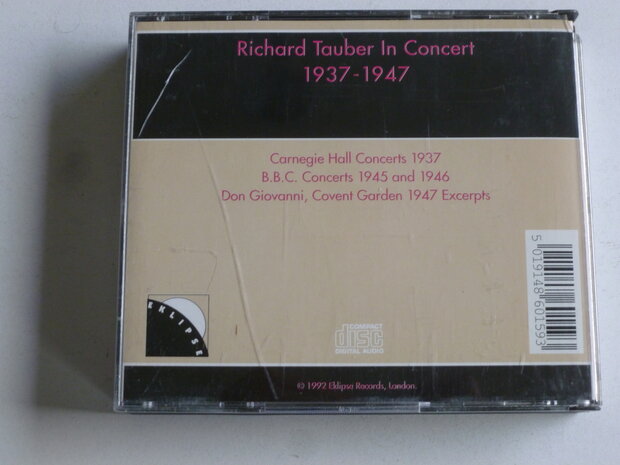 Richard Tauber In Concert
1937-1947
Carnegie Hall Concerts 1937
B.B.C. Concerts 1945 and 1946
Don Giovanni, Covent Garden 1947 Excerpts
5 019148 601593
EKLIPSE
COMPACT
disc
DIGITAL AUDIO
© 1992 Eklipse Records, London.